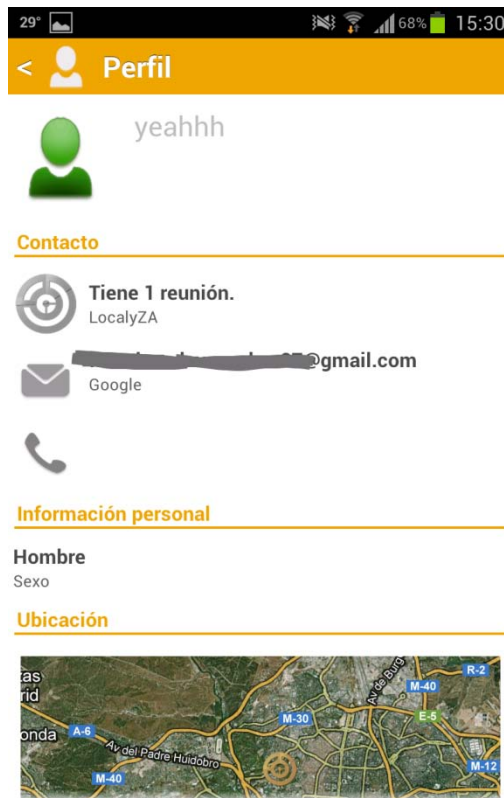 29° 68% 15:30
< Perfil
yeahhh
Contacto
Tiene 1 reunión.
LocalyZA
@gmail.com
Google
Información personal
Hombre
Sexo
Ubicación
R-2
M-40
M-30
E-5
onda A-6
Av del Padre Huidobro
M-12
M-40